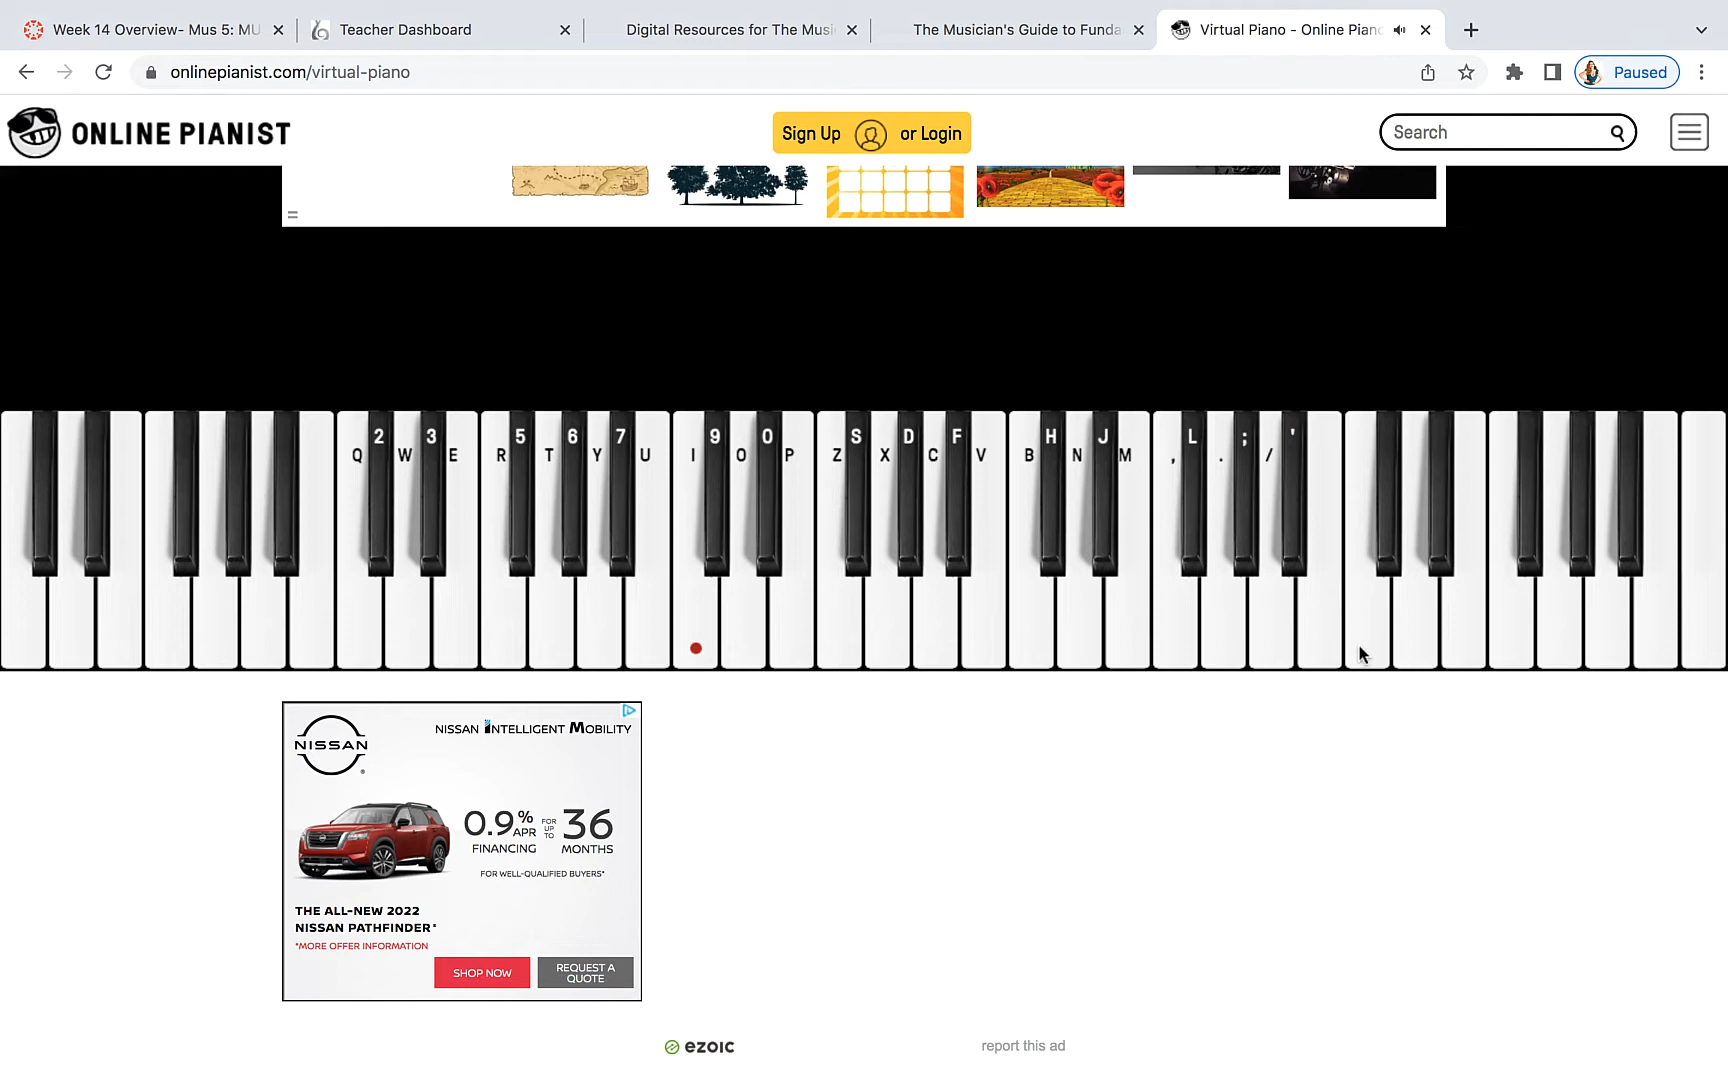 Week 14 Overview- Mus 5: MU
Teacher Dashboard
Digital Resources for The Musi
The Musician's Guide to Funda
Virtual Piano - Online Piano
onlinepianist.com/virtual-piano
Paused
ONLINE PIANIST
Sign Up or Login
Search
2 3 5 6 7 9 0 S D F H J L ; '
Q W E R T Y U I O P Z X C V B N M , . /
NISSAN
NISSAN INTELLIGENT MOBILITY
0.9% APR FINANCING
FOR UP TO
36 MONTHS
FOR WELL-QUALIFIED BUYERS*
THE ALL-NEW 2022
NISSAN PATHFINDER*
*MORE OFFER INFORMATION
SHOP NOW
REQUEST A
QUOTE
ezoic
report this ad